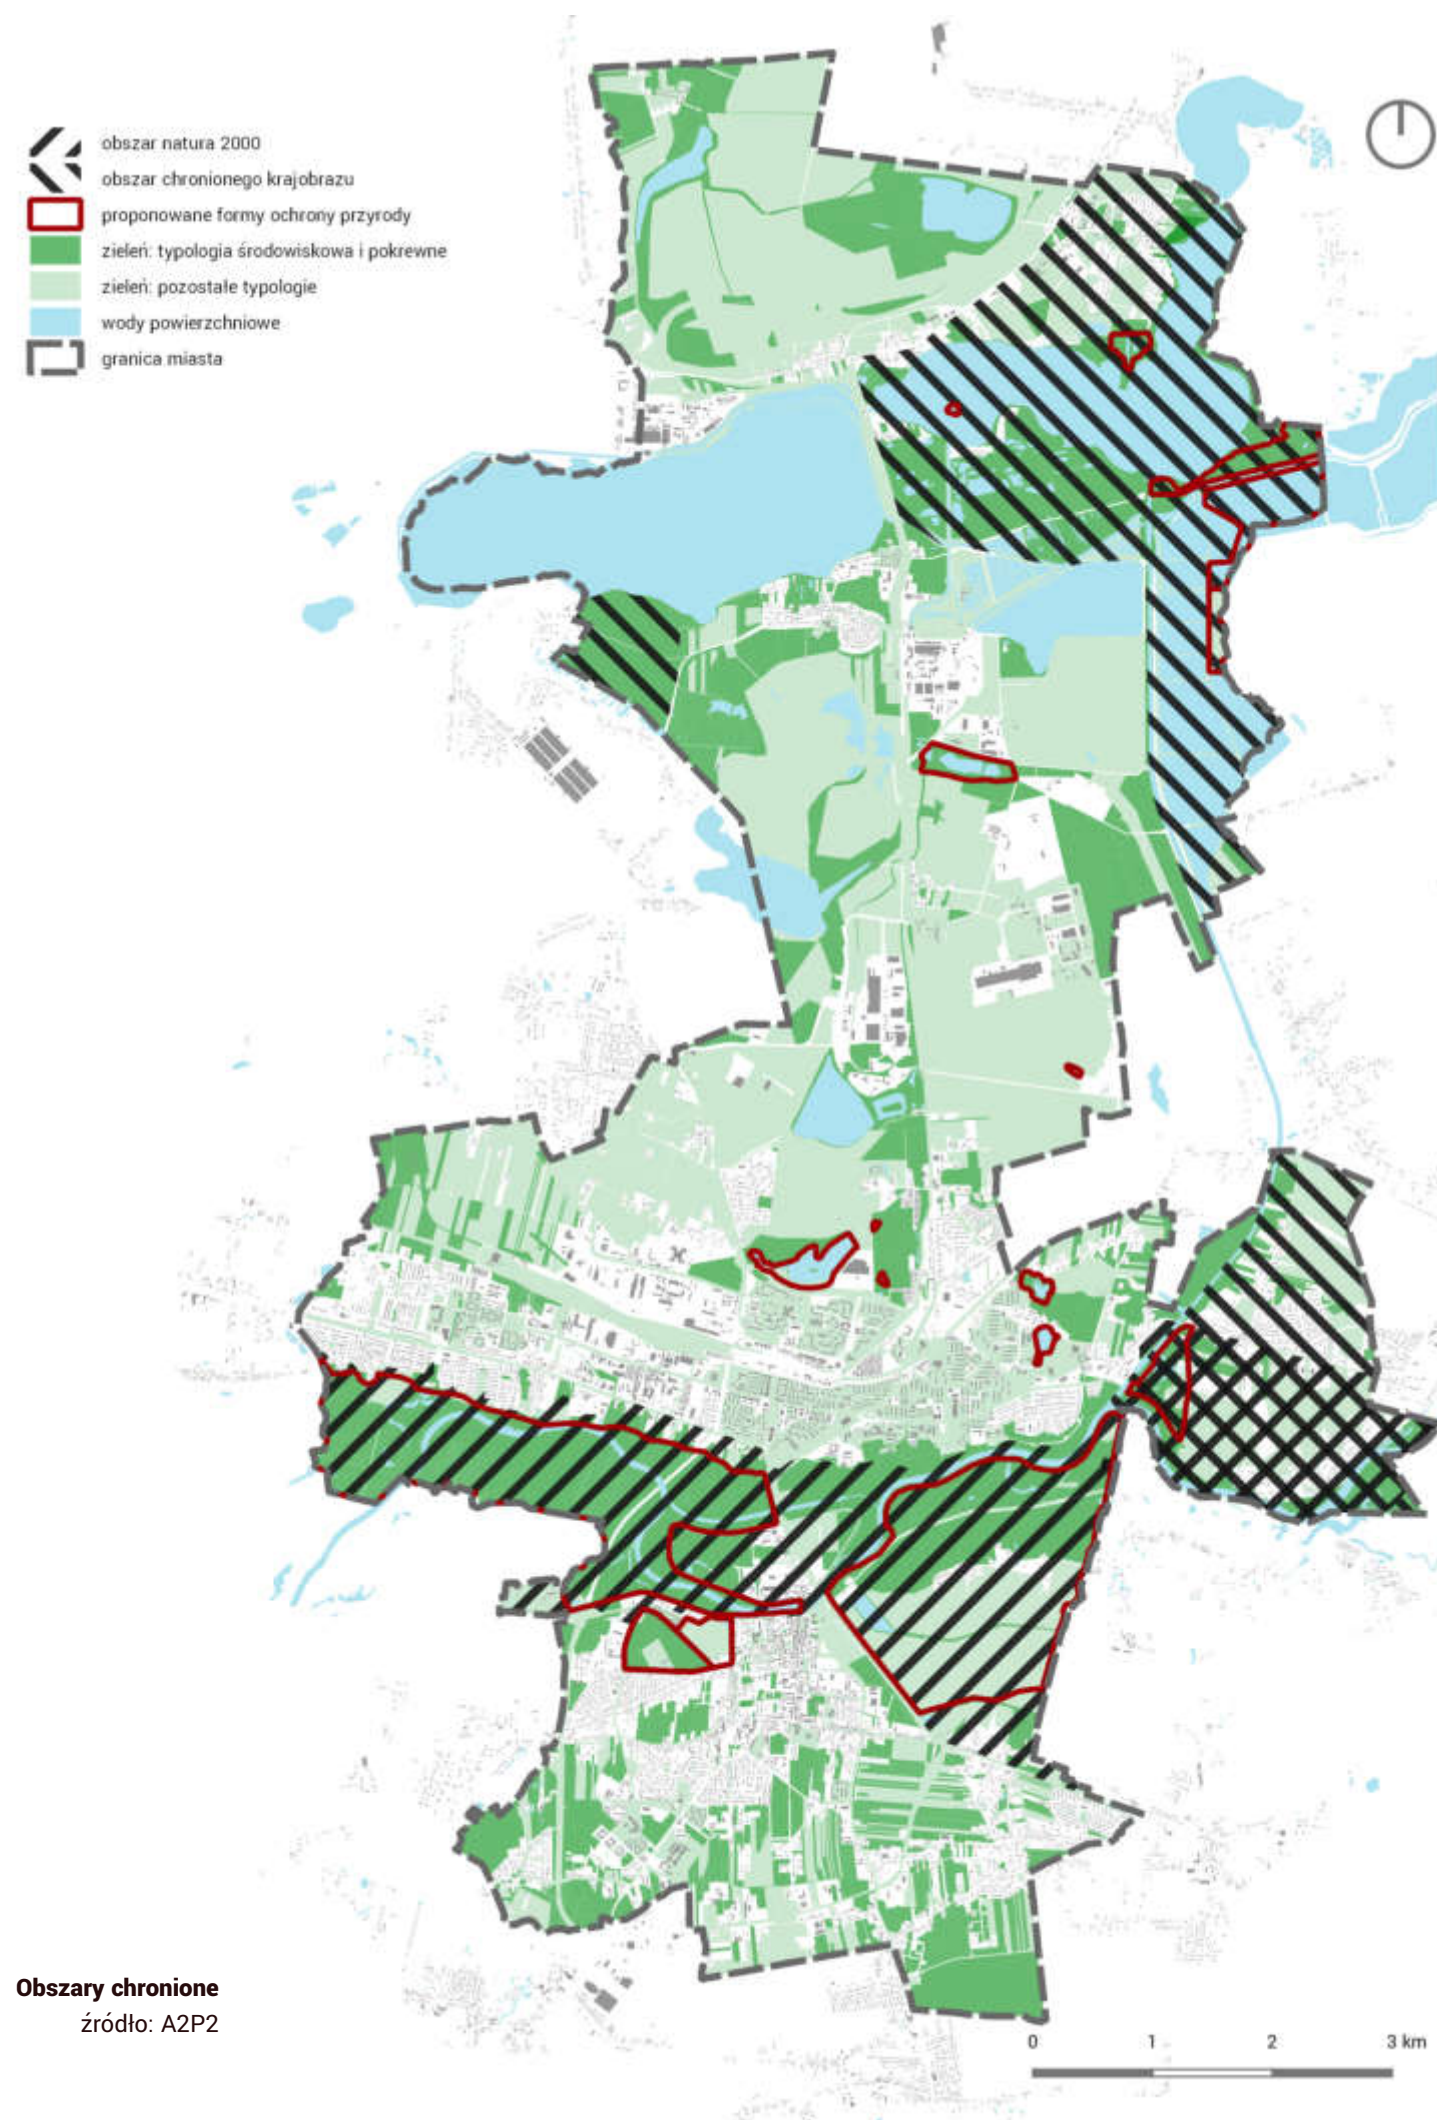 obszar natura 2000
obszar chronionego krajobrazu
proponowane formy ochrony przyrody
zieleń: typologia środowiskowa i pokrewne
zieleń: pozostałe typologie
wody powierzchniowe
granica miasta
Obszary chronione
źródło: A2P2
0 1 2 3 km